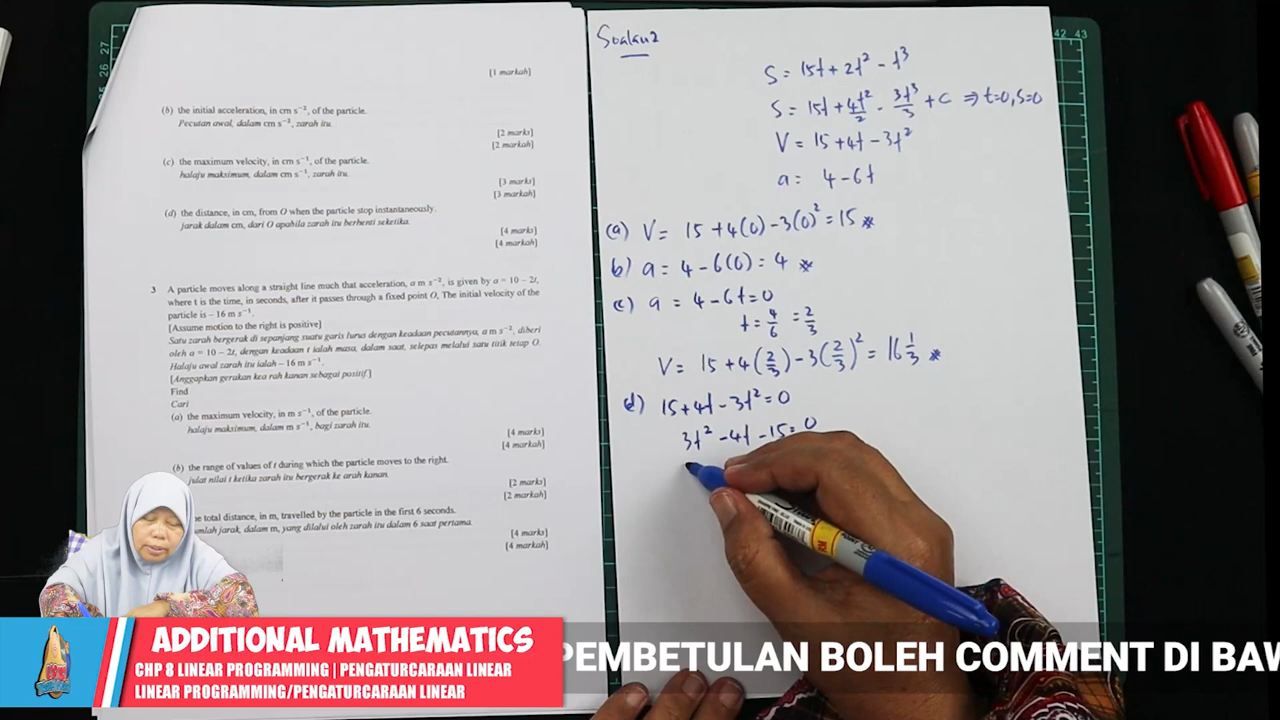 [1 markah]
(b) the initial acceleration, in cm s⁻², of the particle.
Pecutan awal, dalam cm s⁻², zarah itu.
[2 marks]
[2 markah]
(c) the maximum velocity, in cm s⁻¹, of the particle.
halaju maksimum, dalam cm s⁻¹, zarah itu.
[3 marks]
[3 markah]
(d) the distance, in cm, from O when the particle stop instantaneously.
jarak dalam cm, dari O apabila zarah itu berhenti seketika.
[4 marks]
[4 markah]
3 A particle moves along a straight line much that acceleration, a m s⁻², is given by a = 10 – 2t,
where t is the time, in seconds, after it passes through a fixed point O, The initial velocity of the
particle is – 16 m s⁻¹.
[Assume motion to the right is positive]
Satu zarah bergerak di sepanjang suatu garis lurus dengan keadaan pecutannya, a m s⁻², diberi
oleh a = 10 – 2t, dengan keadaan t ialah masa, dalam saat, selepas melalui satu titik tetap O.
Halaju awal zarah itu ialah – 16 m s⁻¹.
[Anggapkan gerakan kea rah kanan sebagai positif.]
Find
Cari
(a) the maximum velocity, in m s⁻¹, of the particle.
halaju maksimum, dalam m s⁻¹, bagi zarah itu.
[4 marks]
[4 markah]
(b) the range of values of t during which the particle moves to the right.
julat nilai t ketika zarah itu bergerak ke arah kanan.
[2 marks]
[2 markah]
the total distance, in m, travelled by the particle in the first 6 seconds.
jarak, dalam m, yang dilalui oleh zarah itu dalam 6 saat pertama.
[4 marks]
[4 markah]
Soalan 2
S = 15t + 2t² - t³
S = 15t + 4t²/2 - 3t³/3 + c ⇒ t=0, S=0
V = 15 + 4t - 3t²
a = 4 - 6t
(a) V = 15 + 4(0) - 3(0)² = 15 *
b) a = 4 - 6(0) = 4 *
c) a = 4 - 6t = 0
t = 4/6 = 2/3
V = 15 + 4(2/3) - 3(2/3)² = 16 1/3 *
d) 15 + 4t - 3t² = 0
3t² - 4t - 15 = 0
ADDITIONAL MATHEMATICS
CHP 8 LINEAR PROGRAMMING | PENGATURCARAAN LINEAR
LINEAR PROGRAMMING/PENGATURCARAAN LINEAR
PEMBETULAN BOLEH COMMENT DI BAW